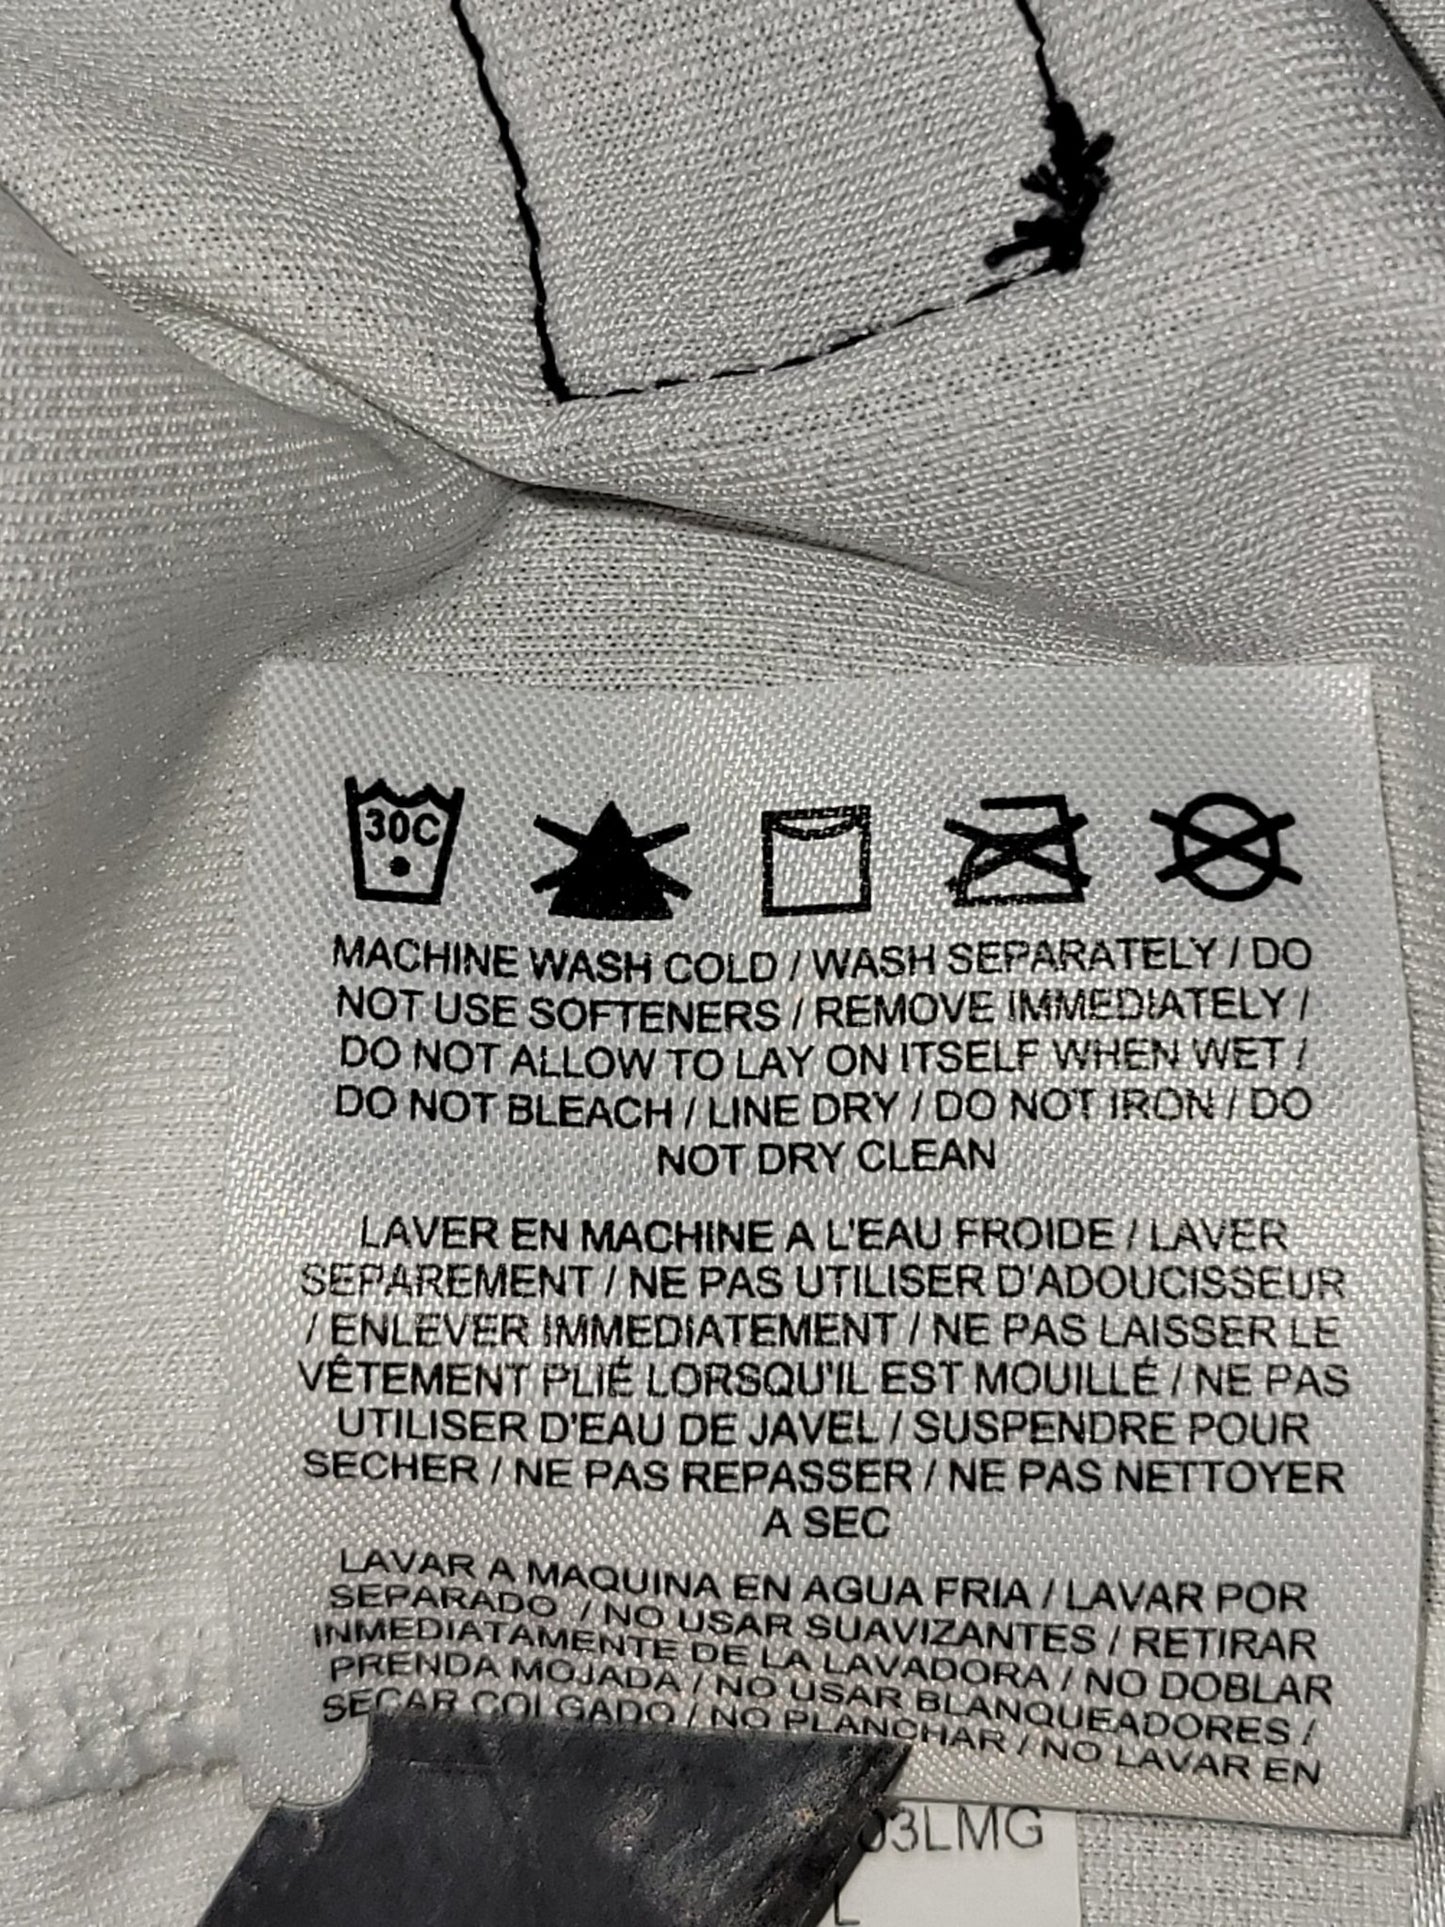 30C
MACHINE WASH COLD / WASH SEPARATELY / DO
NOT USE SOFTENERS / REMOVE IMMEDIATELY /
DO NOT ALLOW TO LAY ON ITSELF WHEN WET /
DO NOT BLEACH / LINE DRY / DO NOT IRON / DO
NOT DRY CLEAN
LAVER EN MACHINE A L'EAU FROIDE / LAVER
SEPAREMENT / NE PAS UTILISER D'ADOUCISSEUR
/ ENLEVER IMMEDIATEMENT / NE PAS LAISSER LE
VÊTEMENT PLIÉ LORSQU'IL EST MOUILLÉ / NE PAS
UTILISER D'EAU DE JAVEL / SUSPENDRE POUR
SECHER / NE PAS REPASSER / NE PAS NETTOYER
A SEC
LAVAR A MAQUINA EN AGUA FRIA / LAVAR POR
SEPARADO / NO USAR SUAVIZANTES / RETIRAR
INMEDIATAMENTE DE LA LAVADORA / NO DOBLAR
PRENDA MOJADA / NO USAR BLANQUEADORES /
SECAR COLGADO / NO PLANCHAR / NO LAVAR EN
03LMG
L